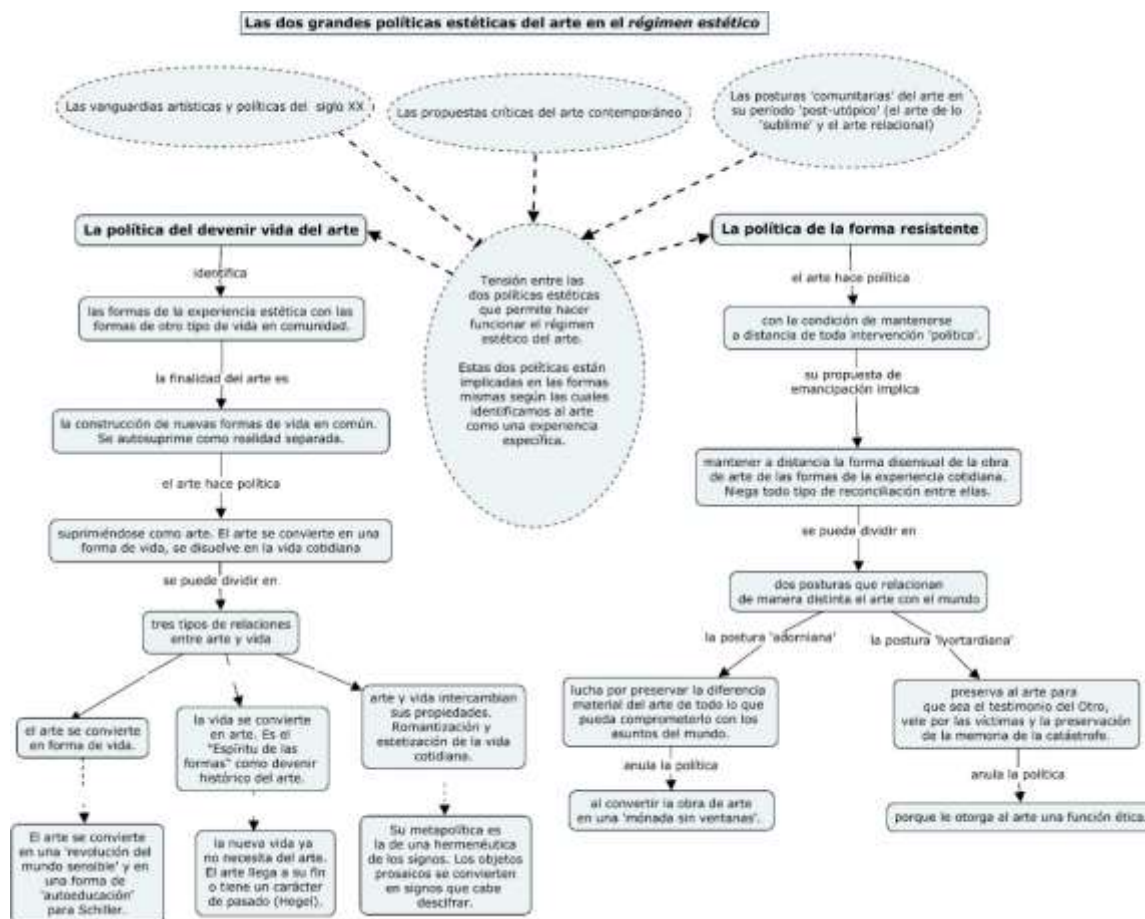 Las dos grandes políticas estéticas del arte en el régimen estético
Las vanguardias artísticas y políticas del siglo XX
Las propuestas críticas del arte contemporáneo
Las posturas 'comunitarias' del arte en
su período 'post-utópico' (el arte de lo
'sublime' y el arte relacional)
La política del devenir vida del arte
identifica
las formas de la experiencia estética con las
formas de otro tipo de vida en comunidad.
la finalidad del arte es
la construcción de nuevas formas de vida en común.
Se autosuprime como realidad separada.
el arte hace política
suprimiéndose como arte. El arte se convierte en una
forma de vida, se disuelve en la vida cotidiana
se puede dividir en
tres tipos de relaciones
entre arte y vida
el arte se convierte
en forma de vida.
la vida se convierte
en arte. Es el
"Espíritu de las
formas" como devenir
histórico del arte.
arte y vida intercambian
sus propiedades.
Romantización y
estetización de la vida
cotidiana.
El arte se convierte
en una 'revolución del
mundo sensible' y en
una forma de
'autoeducación'
para Schiller.
la nueva vida ya
no necesita del arte.
El arte llega a su fin
o tiene un carácter
de pasado (Hegel).
Su metapolítica es
la de una hermenéutica
de los signos. Los objetos
prosaicos se convierten
en signos que cabe
descifrar.
Tensión entre las
dos políticas estéticas
que permite hacer
funcionar el régimen
estético del arte.
Estas dos políticas están
implicadas en las formas
mismas según las cuales
identificamos al arte
como una experiencia
específica.
La política de la forma resistente
el arte hace política
con la condición de mantenerse
a distancia de toda intervención 'política'.
su propuesta de
emancipación implica
mantener a distancia la forma disensual de la obra
de arte de las formas de la experiencia cotidiana.
Niega todo tipo de reconciliación entre ellas.
se puede dividir en
dos posturas que relacionan
de manera distinta el arte con el mundo
la postura 'adorniana'
la postura 'lyortardiana'
lucha por preservar la diferencia
material del arte de todo lo que
pueda comprometerlo con los
asuntos del mundo.
anula la política
al convertir la obra de arte
en una 'mónada sin ventanas'.
preserva al arte para
que sea el testimonio del Otro,
vele por las víctimas y la preservación
de la memoria de la catástrofe.
anula la política
porque le otorga al arte una función ética.